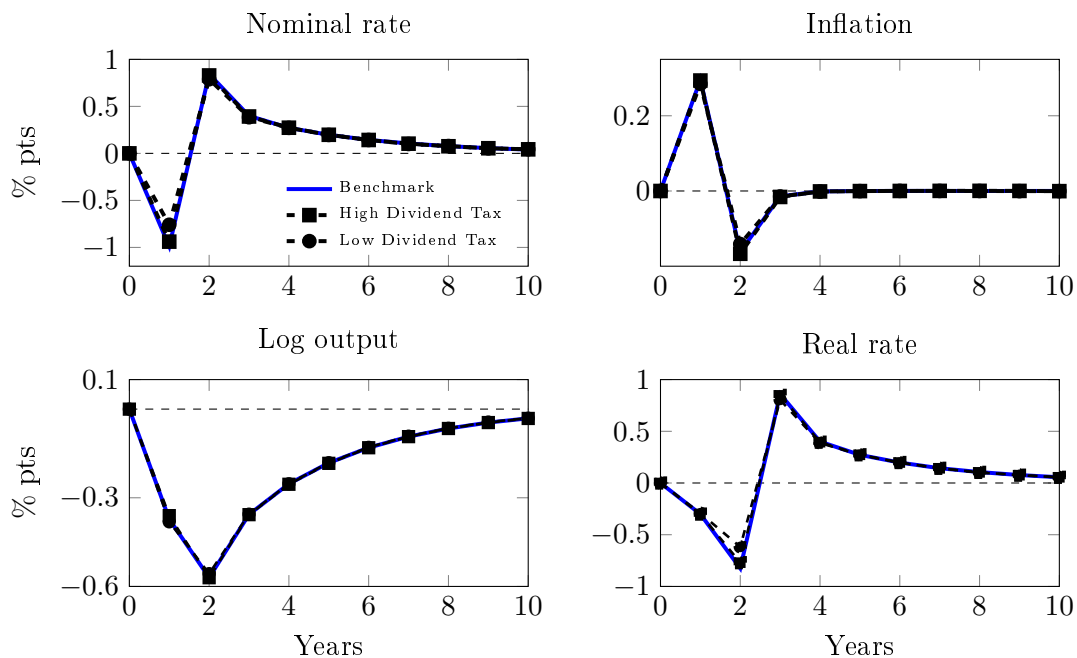 Nominal rate
% pts
1
0.5
0
−0.5
−1
Benchmark
High Dividend Tax
Low Dividend Tax
0 2 4 6 8 10
Inflation
0.2
0
0 2 4 6 8 10
Log output
% pts
0.1
−0.3
−0.6
0 2 4 6 8 10
Years
Real rate
1
0.5
0
−0.5
−1
0 2 4 6 8 10
Years